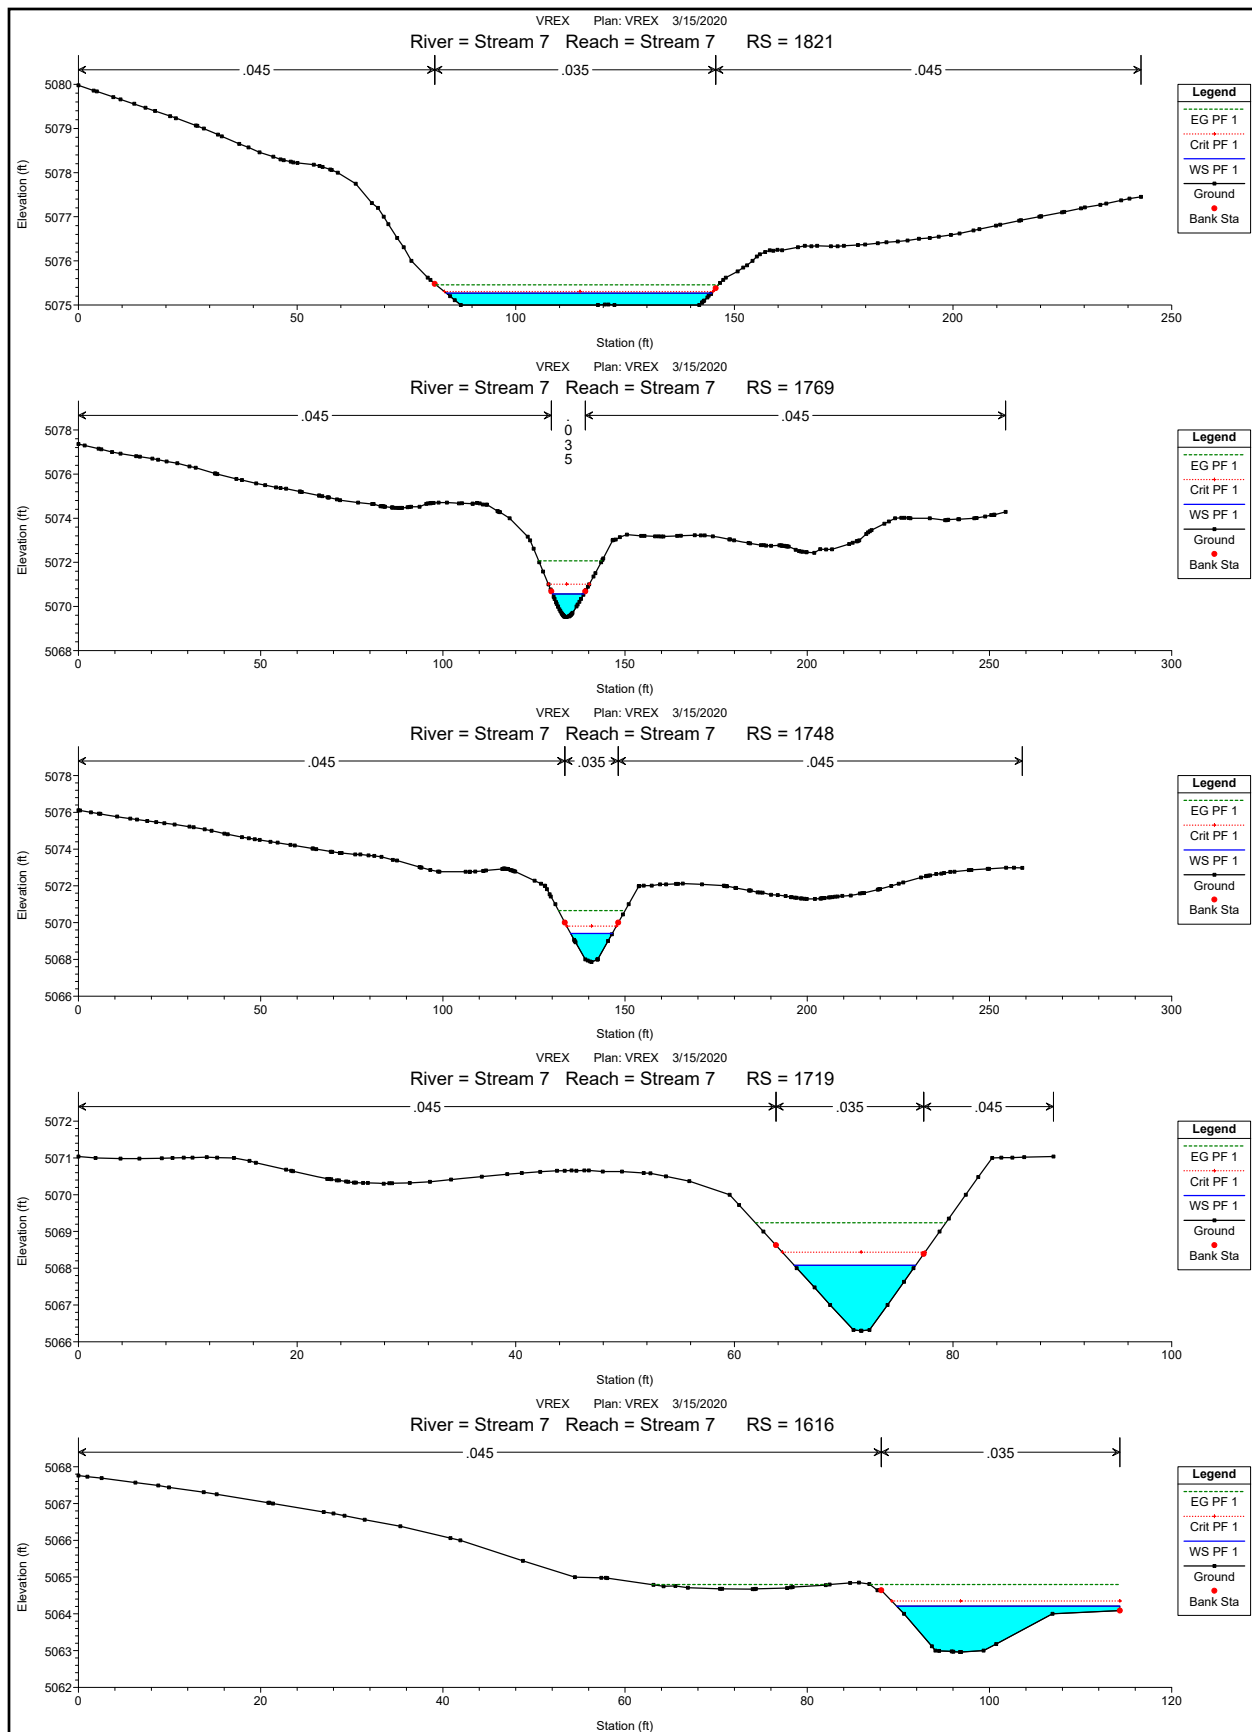 VREX Plan: VREX 3/15/2020
River = Stream 7 Reach = Stream 7 RS = 1821
.045 .035 .045
5080
5079
5078
5077
5076
5075
Elevation (ft)
0 50 100 150 200 250
Station (ft)
Legend
EG PF 1
Crit PF 1
WS PF 1
Ground
Bank Sta
VREX Plan: VREX 3/15/2020
River = Stream 7 Reach = Stream 7 RS = 1769
.045 .035 .045
5078
5076
5074
5072
5070
5068
Elevation (ft)
0 50 100 150 200 250 300
Station (ft)
Legend
EG PF 1
Crit PF 1
WS PF 1
Ground
Bank Sta
VREX Plan: VREX 3/15/2020
River = Stream 7 Reach = Stream 7 RS = 1748
.045 .035 .045
5078
5076
5074
5072
5070
5068
5066
Elevation (ft)
0 50 100 150 200 250 300
Station (ft)
Legend
EG PF 1
Crit PF 1
WS PF 1
Ground
Bank Sta
VREX Plan: VREX 3/15/2020
River = Stream 7 Reach = Stream 7 RS = 1719
.045 .035 .045
5072
5071
5070
5069
5068
5067
5066
Elevation (ft)
0 20 40 60 80 100
Station (ft)
Legend
EG PF 1
Crit PF 1
WS PF 1
Ground
Bank Sta
VREX Plan: VREX 3/15/2020
River = Stream 7 Reach = Stream 7 RS = 1616
.045 .035
5068
5067
5066
5065
5064
5063
5062
Elevation (ft)
0 20 40 60 80 100 120
Station (ft)
Legend
EG PF 1
Crit PF 1
WS PF 1
Ground
Bank Sta